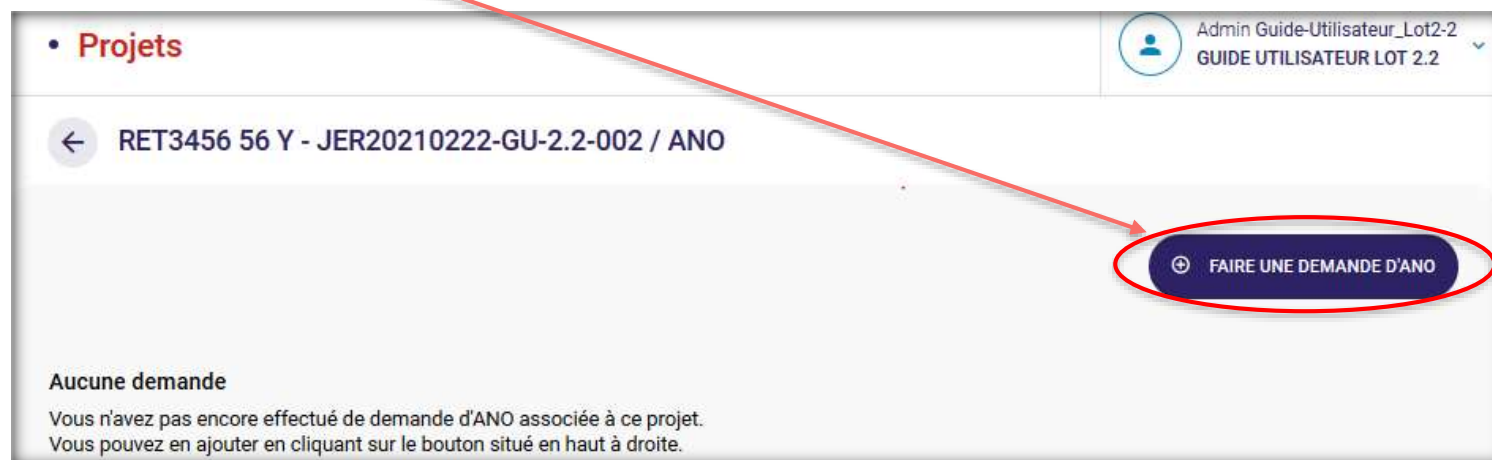 • Projets
Admin Guide-Utilisateur_Lot2-2
GUIDE UTILISATEUR LOT 2.2
RET3456 56 Y - JER20210222-GU-2.2-002 / ANO
FAIRE UNE DEMANDE D'ANO
Aucune demande
Vous n'avez pas encore effectué de demande d'ANO associée à ce projet.
Vous pouvez en ajouter en cliquant sur le bouton situé en haut à droite.